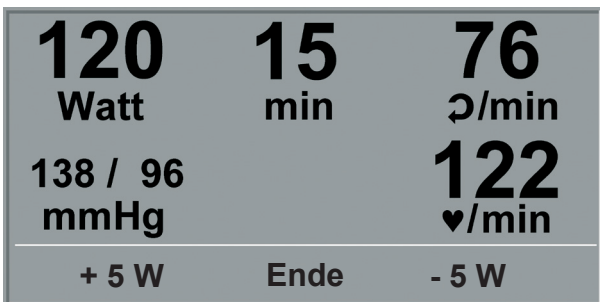 120 15 76
Watt min ⊃/min
138 / 96 122
mmHg ♥/min
+ 5 W Ende - 5 W